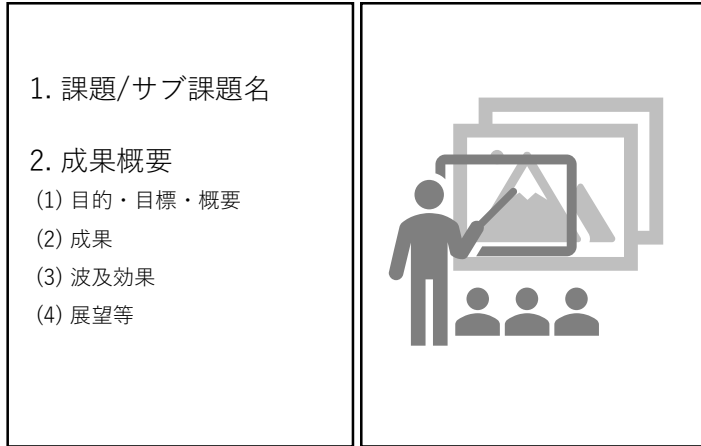 1. 課題/サブ課題名
2. 成果概要
(1) 目的・目標・概要
(2) 成果
(3) 波及効果
(4) 展望等